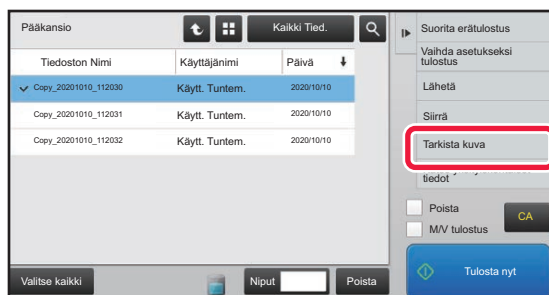 Pääkansio
Kaikki Tied.
Tiedoston Nimi
Käyttäjänimi
Päivä
Copy_20201010_112030
Käytt. Tuntem.
2020/10/10
Copy_20201010_112031
Käytt. Tuntem.
2020/10/10
Copy_20201010_112032
Käytt. Tuntem.
2020/10/10
Valitse kaikki
Niput
Poista
Suorita erätulostus
Vaihda asetukseksi
tulostus
Lähetä
Siirrä
Tarkista kuva
tiedot
Poista
M/V tulostus
CA
Tulosta nyt